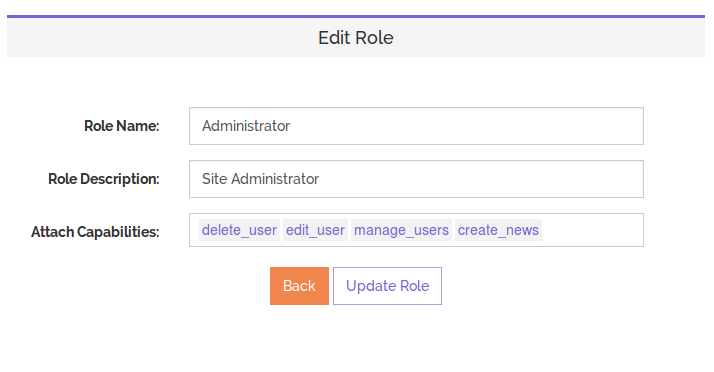 Edit Role
Role Name: Administrator
Role Description: Site Administrator
Attach Capabilities: delete_user edit_user manage_users create_news
Back Update Role